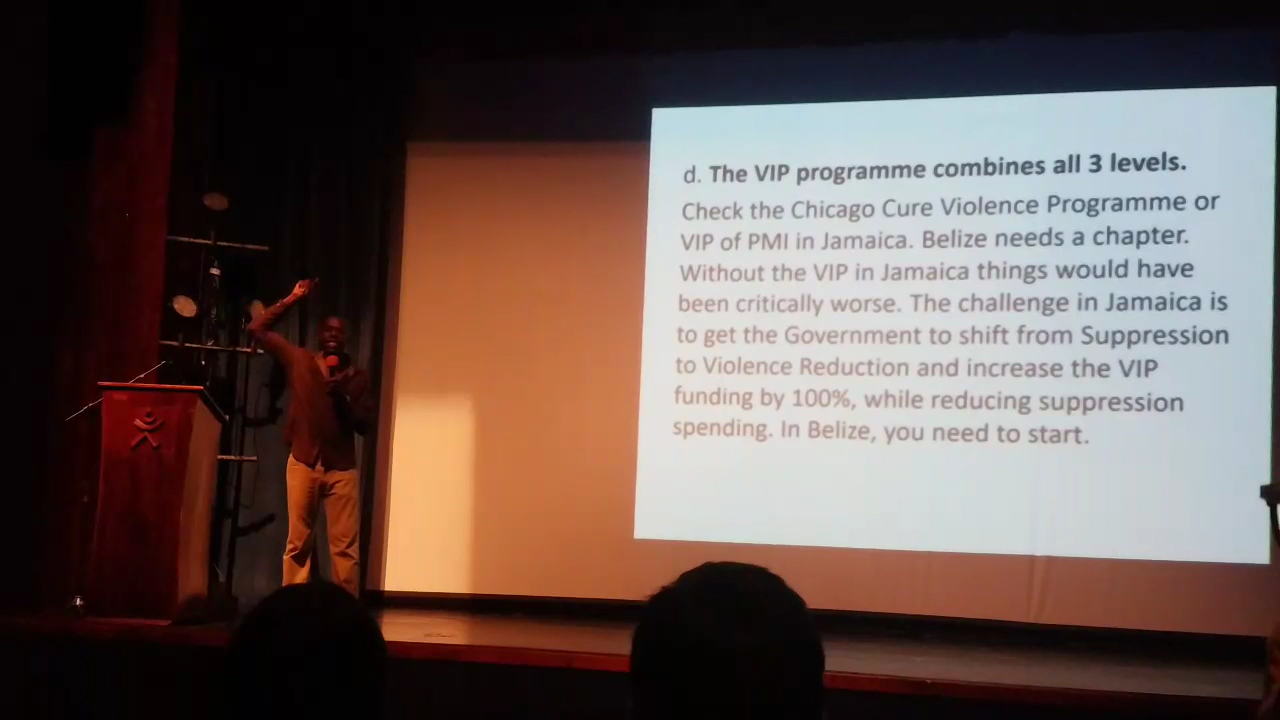 d. The VIP programme combines all 3 levels.
Check the Chicago Cure Violence Programme or
VIP of PMI in Jamaica. Belize needs a chapter.
Without the VIP in Jamaica things would have
been critically worse. The challenge in Jamaica is
to get the Government to shift from Suppression
to Violence Reduction and increase the VIP
funding by 100%, while reducing suppression
spending. In Belize, you need to start.